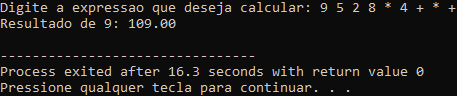 Digite a expressao que deseja calcular: 9 5 2 8 * 4 + * +
Resultado de 9: 109.00
--------------------------------
Process exited after 16.3 seconds with return value 0
Pressione qualquer tecla para continuar. . .